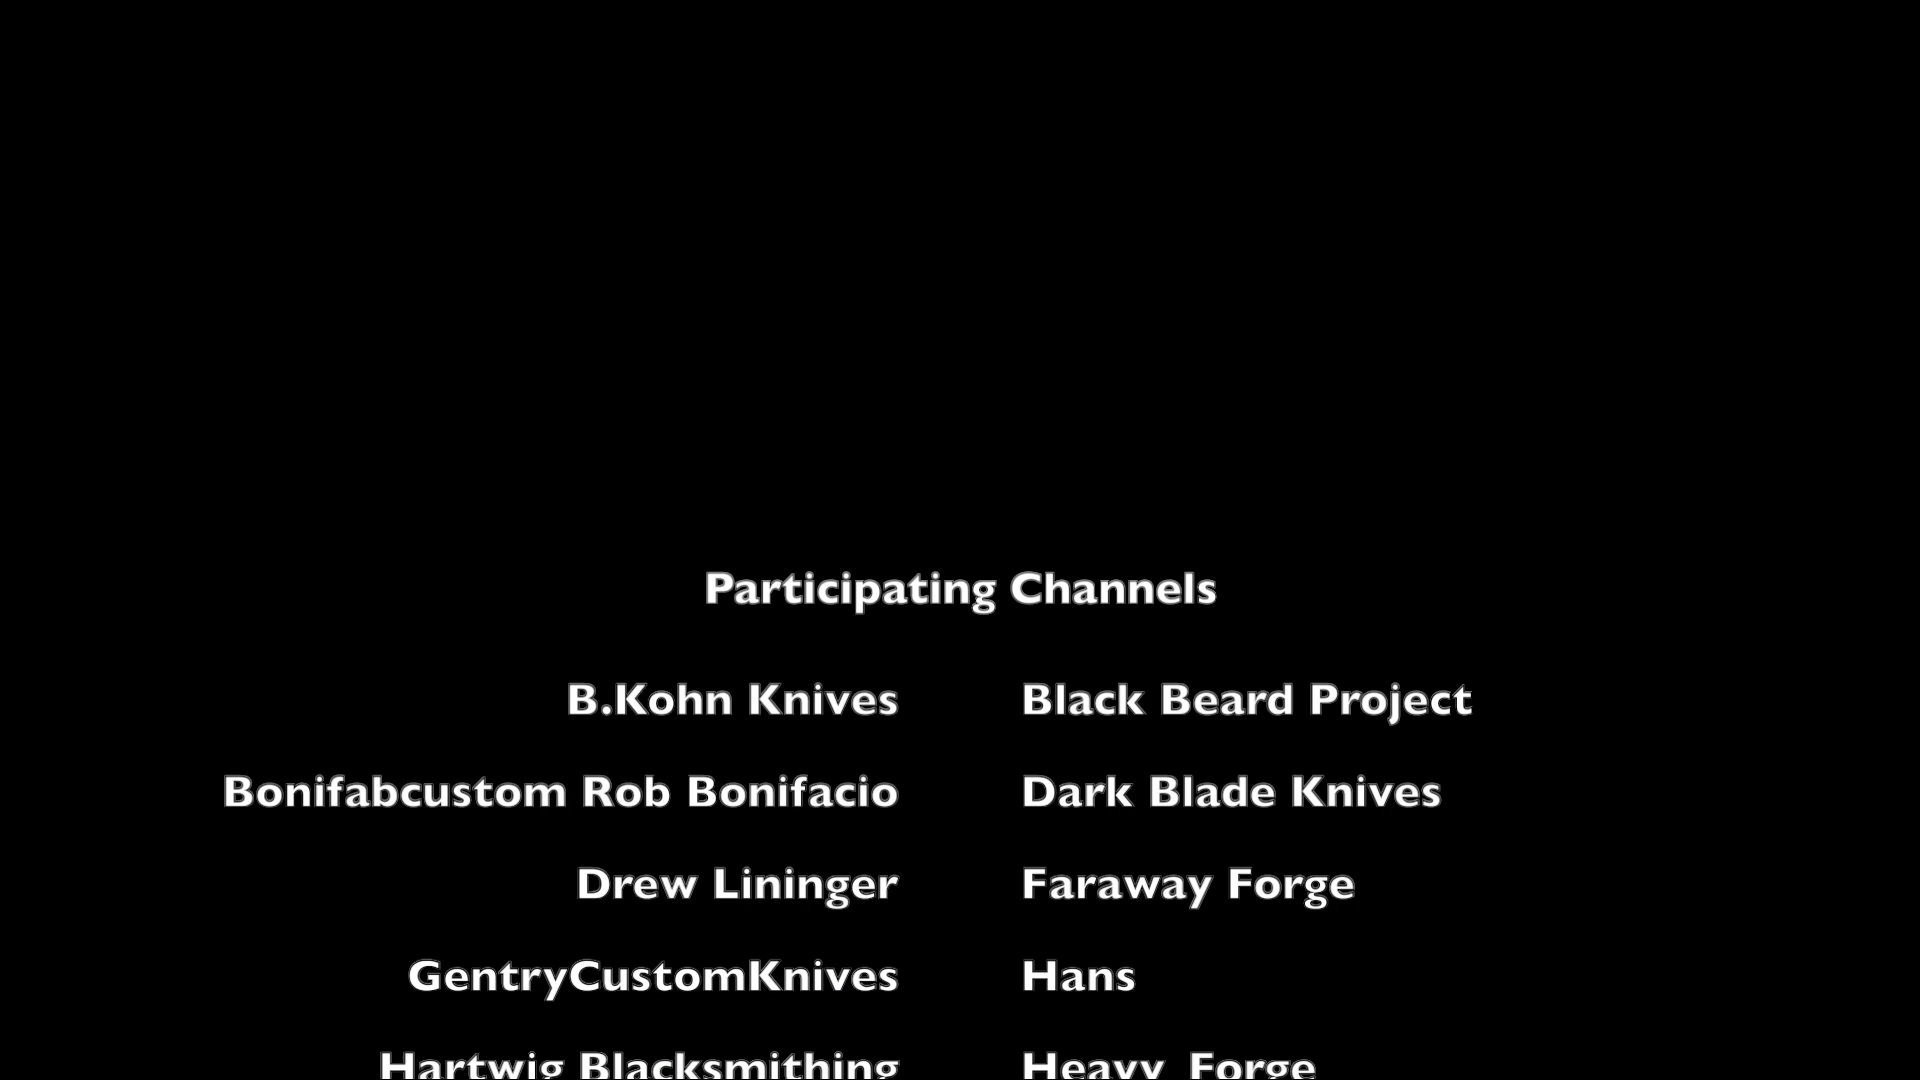 Participating Channels
B.Kohn Knives Black Beard Project
Bonifabcustom Rob Bonifacio Dark Blade Knives
Drew Lininger Faraway Forge
GentryCustomKnives Hans
Hartwig Blacksmithing Heavy Forge